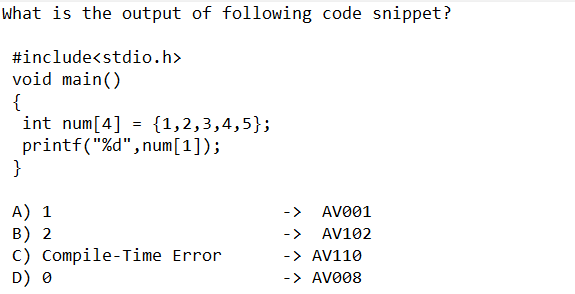 What is the output of following code snippet?
#include<stdio.h>
void main()
{
int num[4] = {1,2,3,4,5};
printf("%d",num[1]);
}
A) 1 -> AV001
B) 2 -> AV102
C) Compile-Time Error -> AV110
D) 0 -> AV008